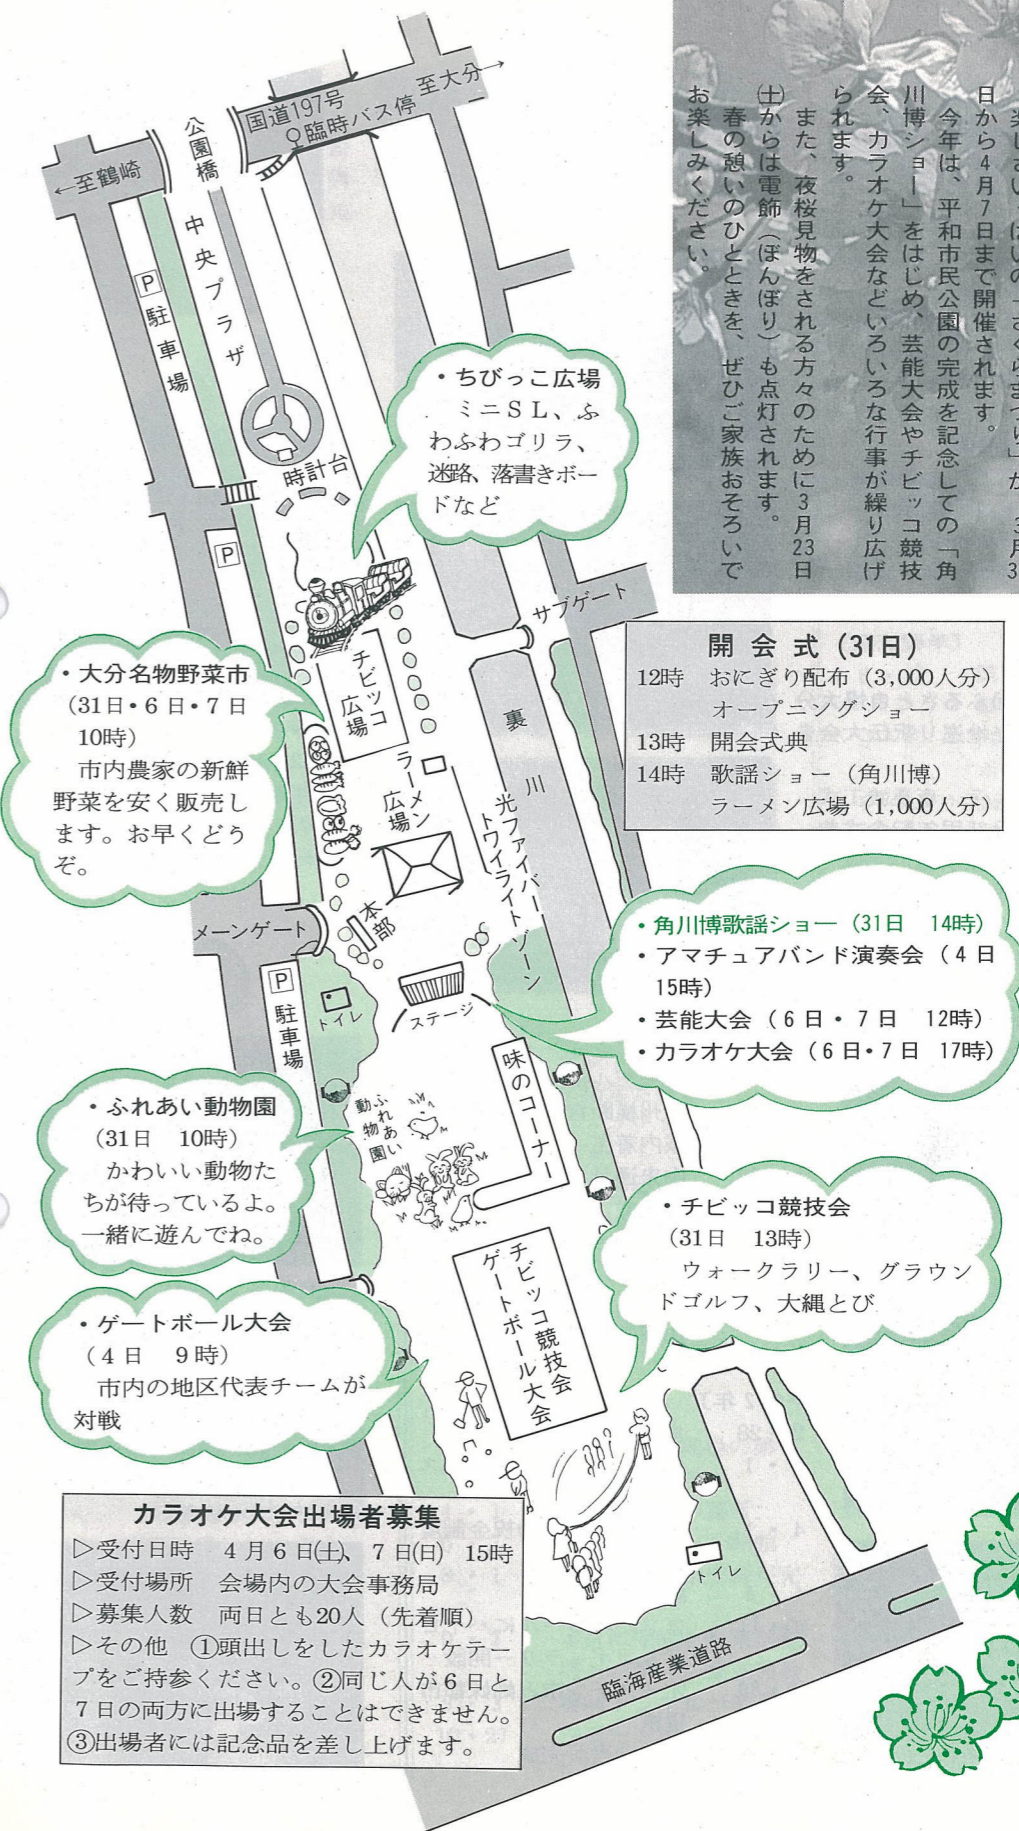 楽しさいっぱいの「さくらまつり」が、3月3
日から4月7日まで開催されます。
今年は、平和市民公園の完成を記念しての「角
川博ショー」をはじめ、芸能大会やチビッコ競技
会、カラオケ大会などいろいろな行事が繰り広げ
られます。
また、夜桜見物をされる方々のために3月23日
(土)からは電飾(ぼんぼり)も点灯されます。
春の憩いのひとときを、ぜひご家族おそろいで
お楽しみください。
至大分→
国道197号
臨時バス停
公園橋
←至鶴崎
中央プラザ
P駐車場
時計台
P
・ちびっこ広場
ミニSL、ふ
わふわゴリラ、
迷路、落書きボー
ドなど
サブゲート
開会式(31日)
12時 おにぎり配布(3,000人分)
オープニングショー
13時 開会式典
14時 歌謡ショー(角川博)
ラーメン広場(1,000人分)
・大分名物野菜市
(31日・6日・7日
10時)
市内農家の新鮮
野菜を安く販売し
ます。お早くどう
ぞ。
チビッコ
広場
裏川
ラーメン
広場
光ファイバー
トワイライトゾーン
本部
メーンゲート
P駐車場
トイレ
ステージ
・角川博歌謡ショー(31日 14時)
・アマチュアバンド演奏会(4日
15時)
・芸能大会(6日・7日 12時)
・カラオケ大会(6日・7日 17時)
味のコーナー
ふれあい
動物園
・ふれあい動物園
(31日 10時)
かわいい動物た
ちが待っているよ。
一緒に遊んでね。
・チビッコ競技会
(31日 13時)
ウォークラリー、グラウン
ドゴルフ、大縄とび
チビッコ競技会
ゲートボール大会
・ゲートボール大会
(4日 9時)
市内の地区代表チームが
対戦
カラオケ大会出場者募集
▷受付日時 4月6日(土)、7日(日) 15時
▷受付場所 会場内の大会事務局
▷募集人数 両日とも20人(先着順)
▷その他 ①頭出しをしたカラオケテー
プをご持参ください。②同じ人が6日と
7日の両方に出場することはできません。
③出場者には記念品を差し上げます。
トイレ
臨海産業道路